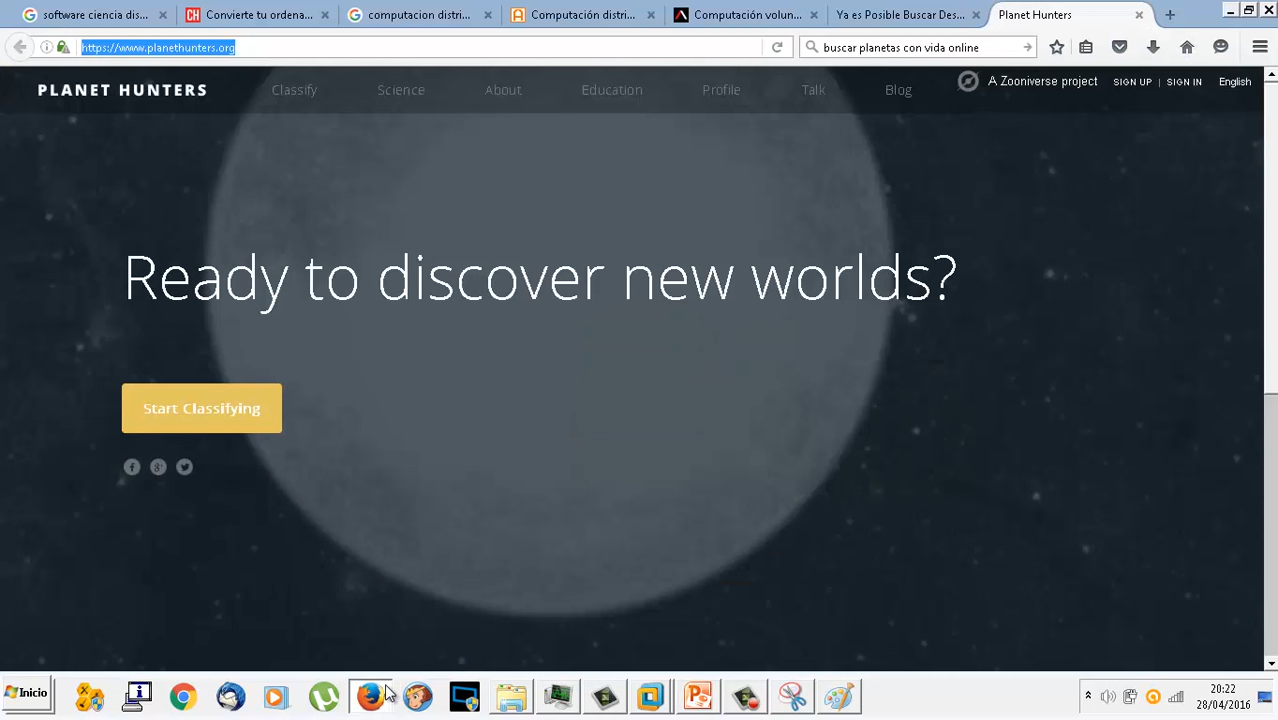 software ciencia dis...
Convierte tu ordena...
computacion distri...
Computación distri...
Computación volun...
Ya es Posible Buscar Des...
Planet Hunters
https://www.planethunters.org
buscar planetas con vida online
PLANET HUNTERS
Classify
Science
About
Education
Profile
Talk
Blog
A Zooniverse project
SIGN UP | SIGN IN
English
Ready to discover new worlds?
Start Classifying
Inicio
20:22
28/04/2016